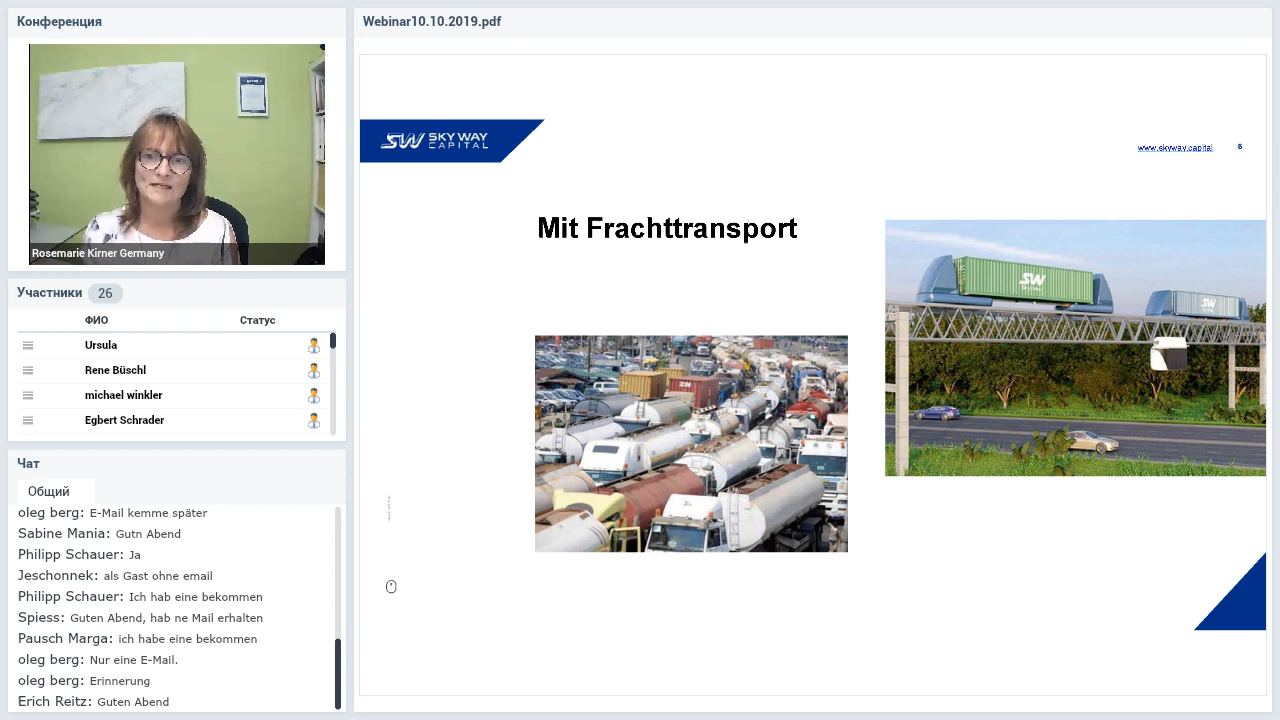 Конференция
Rosemarie Kirner Germany
Участники 26
ФИО Статус
Ursula
Rene Büschl
michael winkler
Egbert Schrader
Чат
Общий
oleg berg: E-Mail kemme später
Sabine Mania: Gutn Abend
Philipp Schauer: Ja
Jeschonnek: als Gast ohne email
Philipp Schauer: Ich hab eine bekommen
Spiess: Guten Abend, hab ne Mail erhalten
Pausch Marga: ich habe eine bekommen
oleg berg: Nur eine E-Mail.
oleg berg: Erinnerung
Erich Reitz: Guten Abend
Webinar10.10.2019.pdf
SW SKY WAY
CAPITAL
www.skyway.capital 6
Mit Frachttransport
SW
SKYWAY
SW